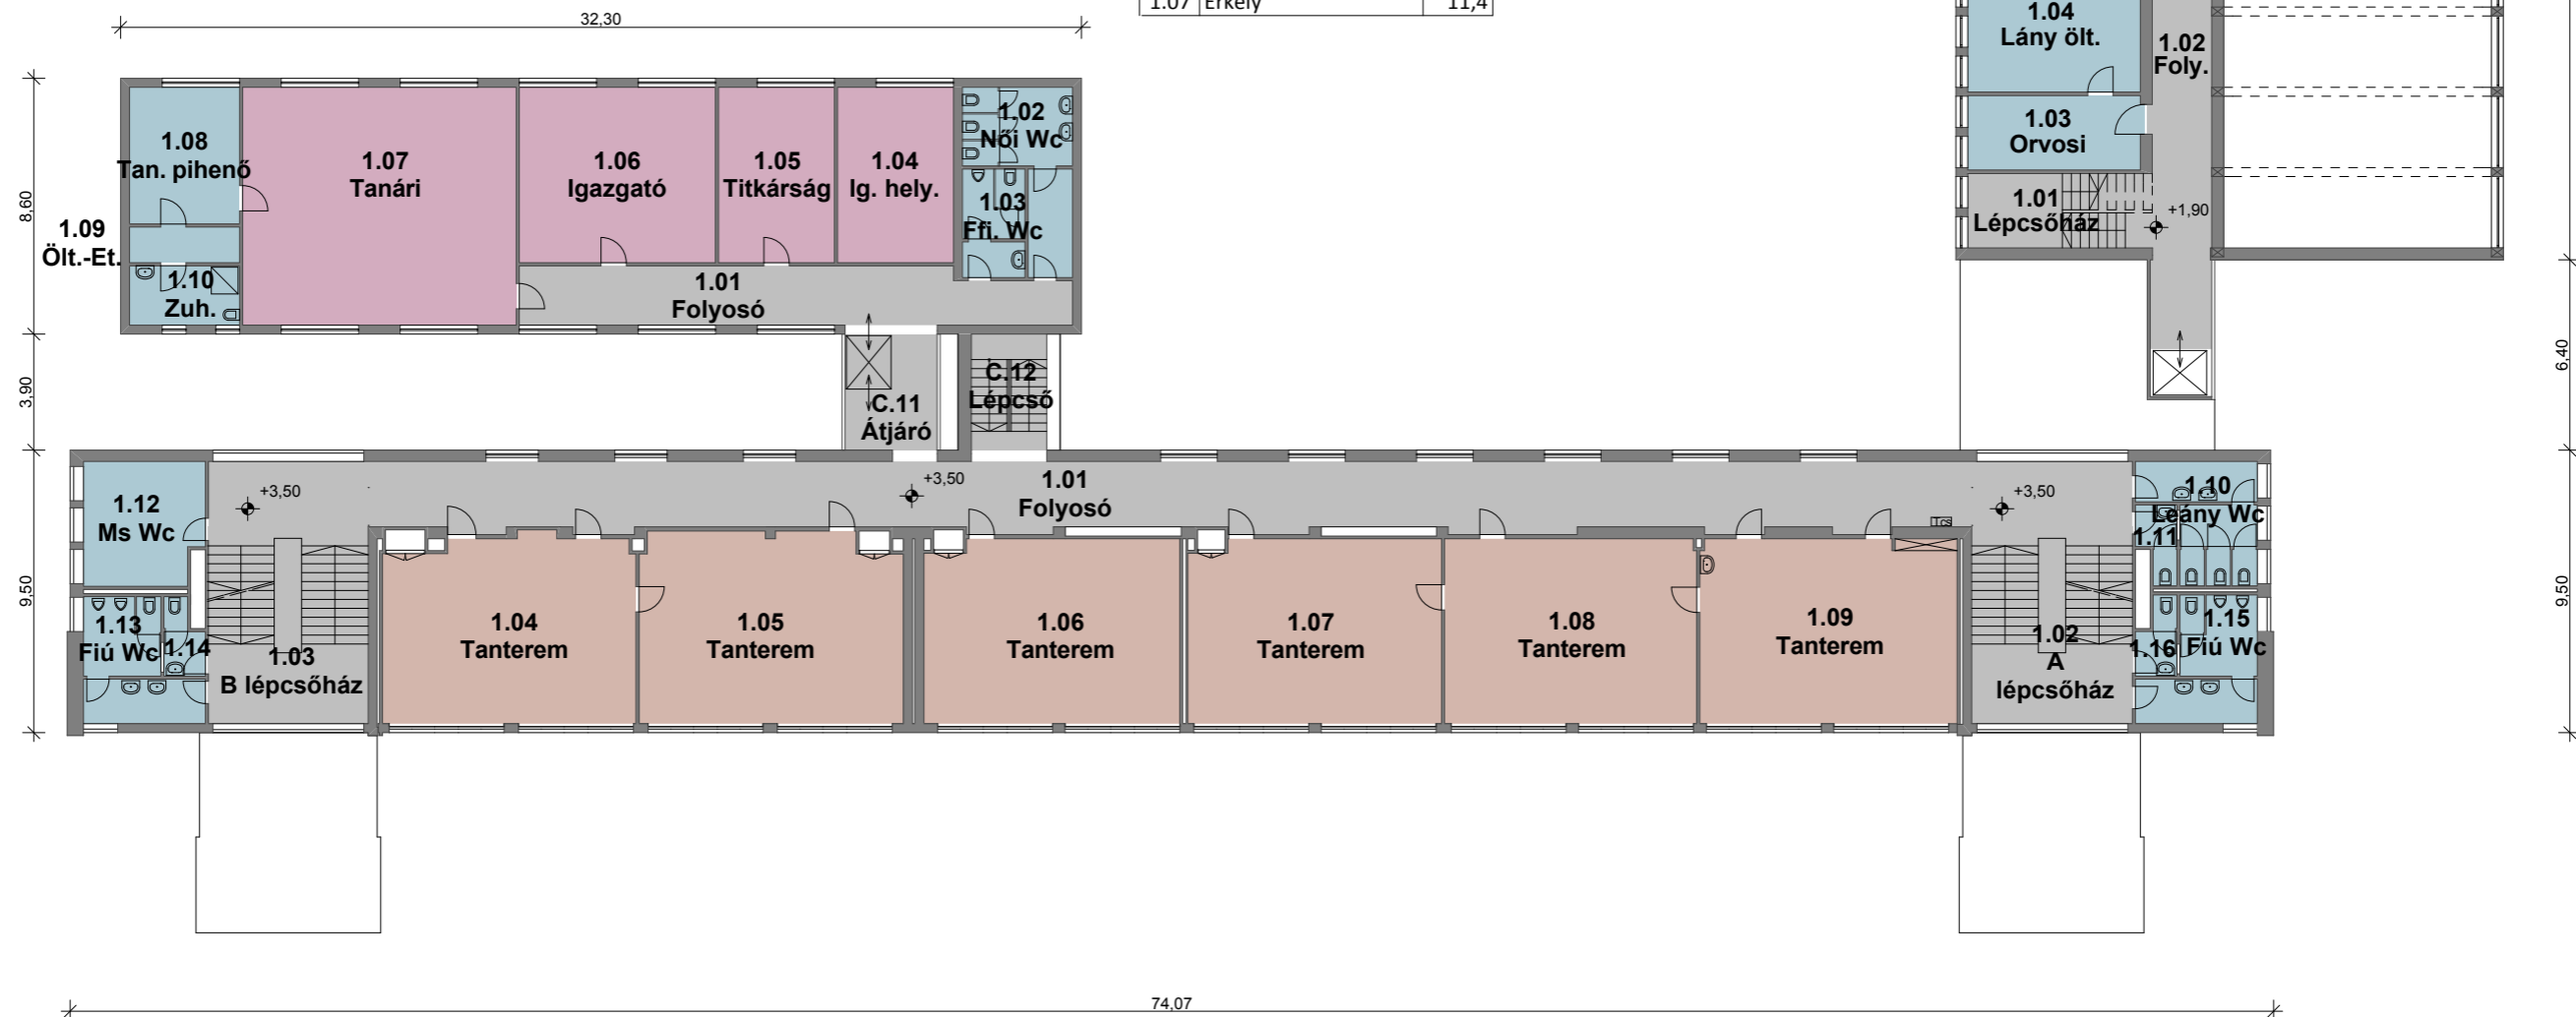 32,30
1.07 Erkély 11,4
1.04
Lány ölt.
1.02
Foly.
1.03
Orvosi
1.01
Lépcsőház
+1,90
8,60
1.08
Tan. pihenő
1.07
Tanári
1.06
Igazgató
1.05
Titkárság
1.04
Ig. hely.
1.02
Női Wc
1.03
Ffi. Wc
1.09
Ölt.-Et.
1.10
Zuh.
1.01
Folyosó
3,90
C.11
Átjáró
C.12
Lépcső
6,40
9,50
1.12
Ms Wc
+3,50
+3,50
1.01
Folyosó
+3,50
1.10
Leány Wc
1.11
Tcs
1.13
Fiú Wc
1.14
1.03
B lépcsőház
1.04
Tanterem
1.05
Tanterem
1.06
Tanterem
1.07
Tanterem
1.08
Tanterem
1.09
Tanterem
1.02
A
lépcsőház
1.16
1.15
Fiú Wc
9,50
74,07